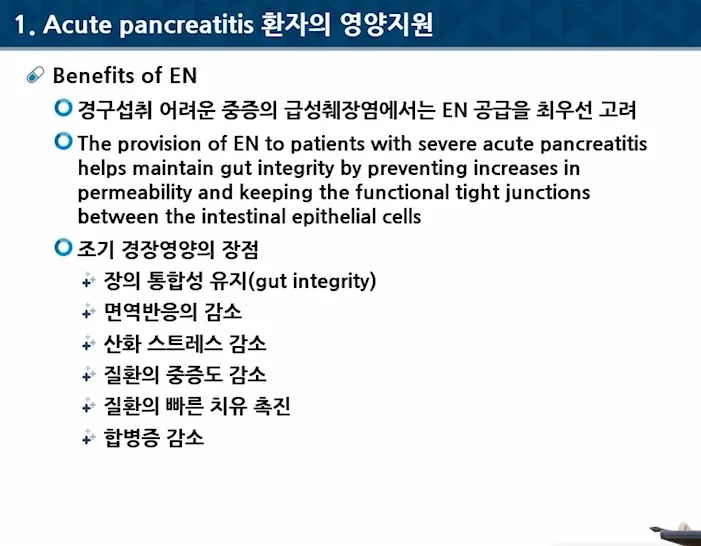 1. Acute pancreatitis 환자의 영양지원
Benefits of EN
경구섭취 어려운 중증의 급성췌장염에서는 EN 공급을 최우선 고려
The provision of EN to patients with severe acute pancreatitis
helps maintain gut integrity by preventing increases in
permeability and keeping the functional tight junctions
between the intestinal epithelial cells
조기 경장영양의 장점
장의 통합성 유지(gut integrity)
면역반응의 감소
산화 스트레스 감소
질환의 중증도 감소
질환의 빠른 치유 촉진
합병증 감소